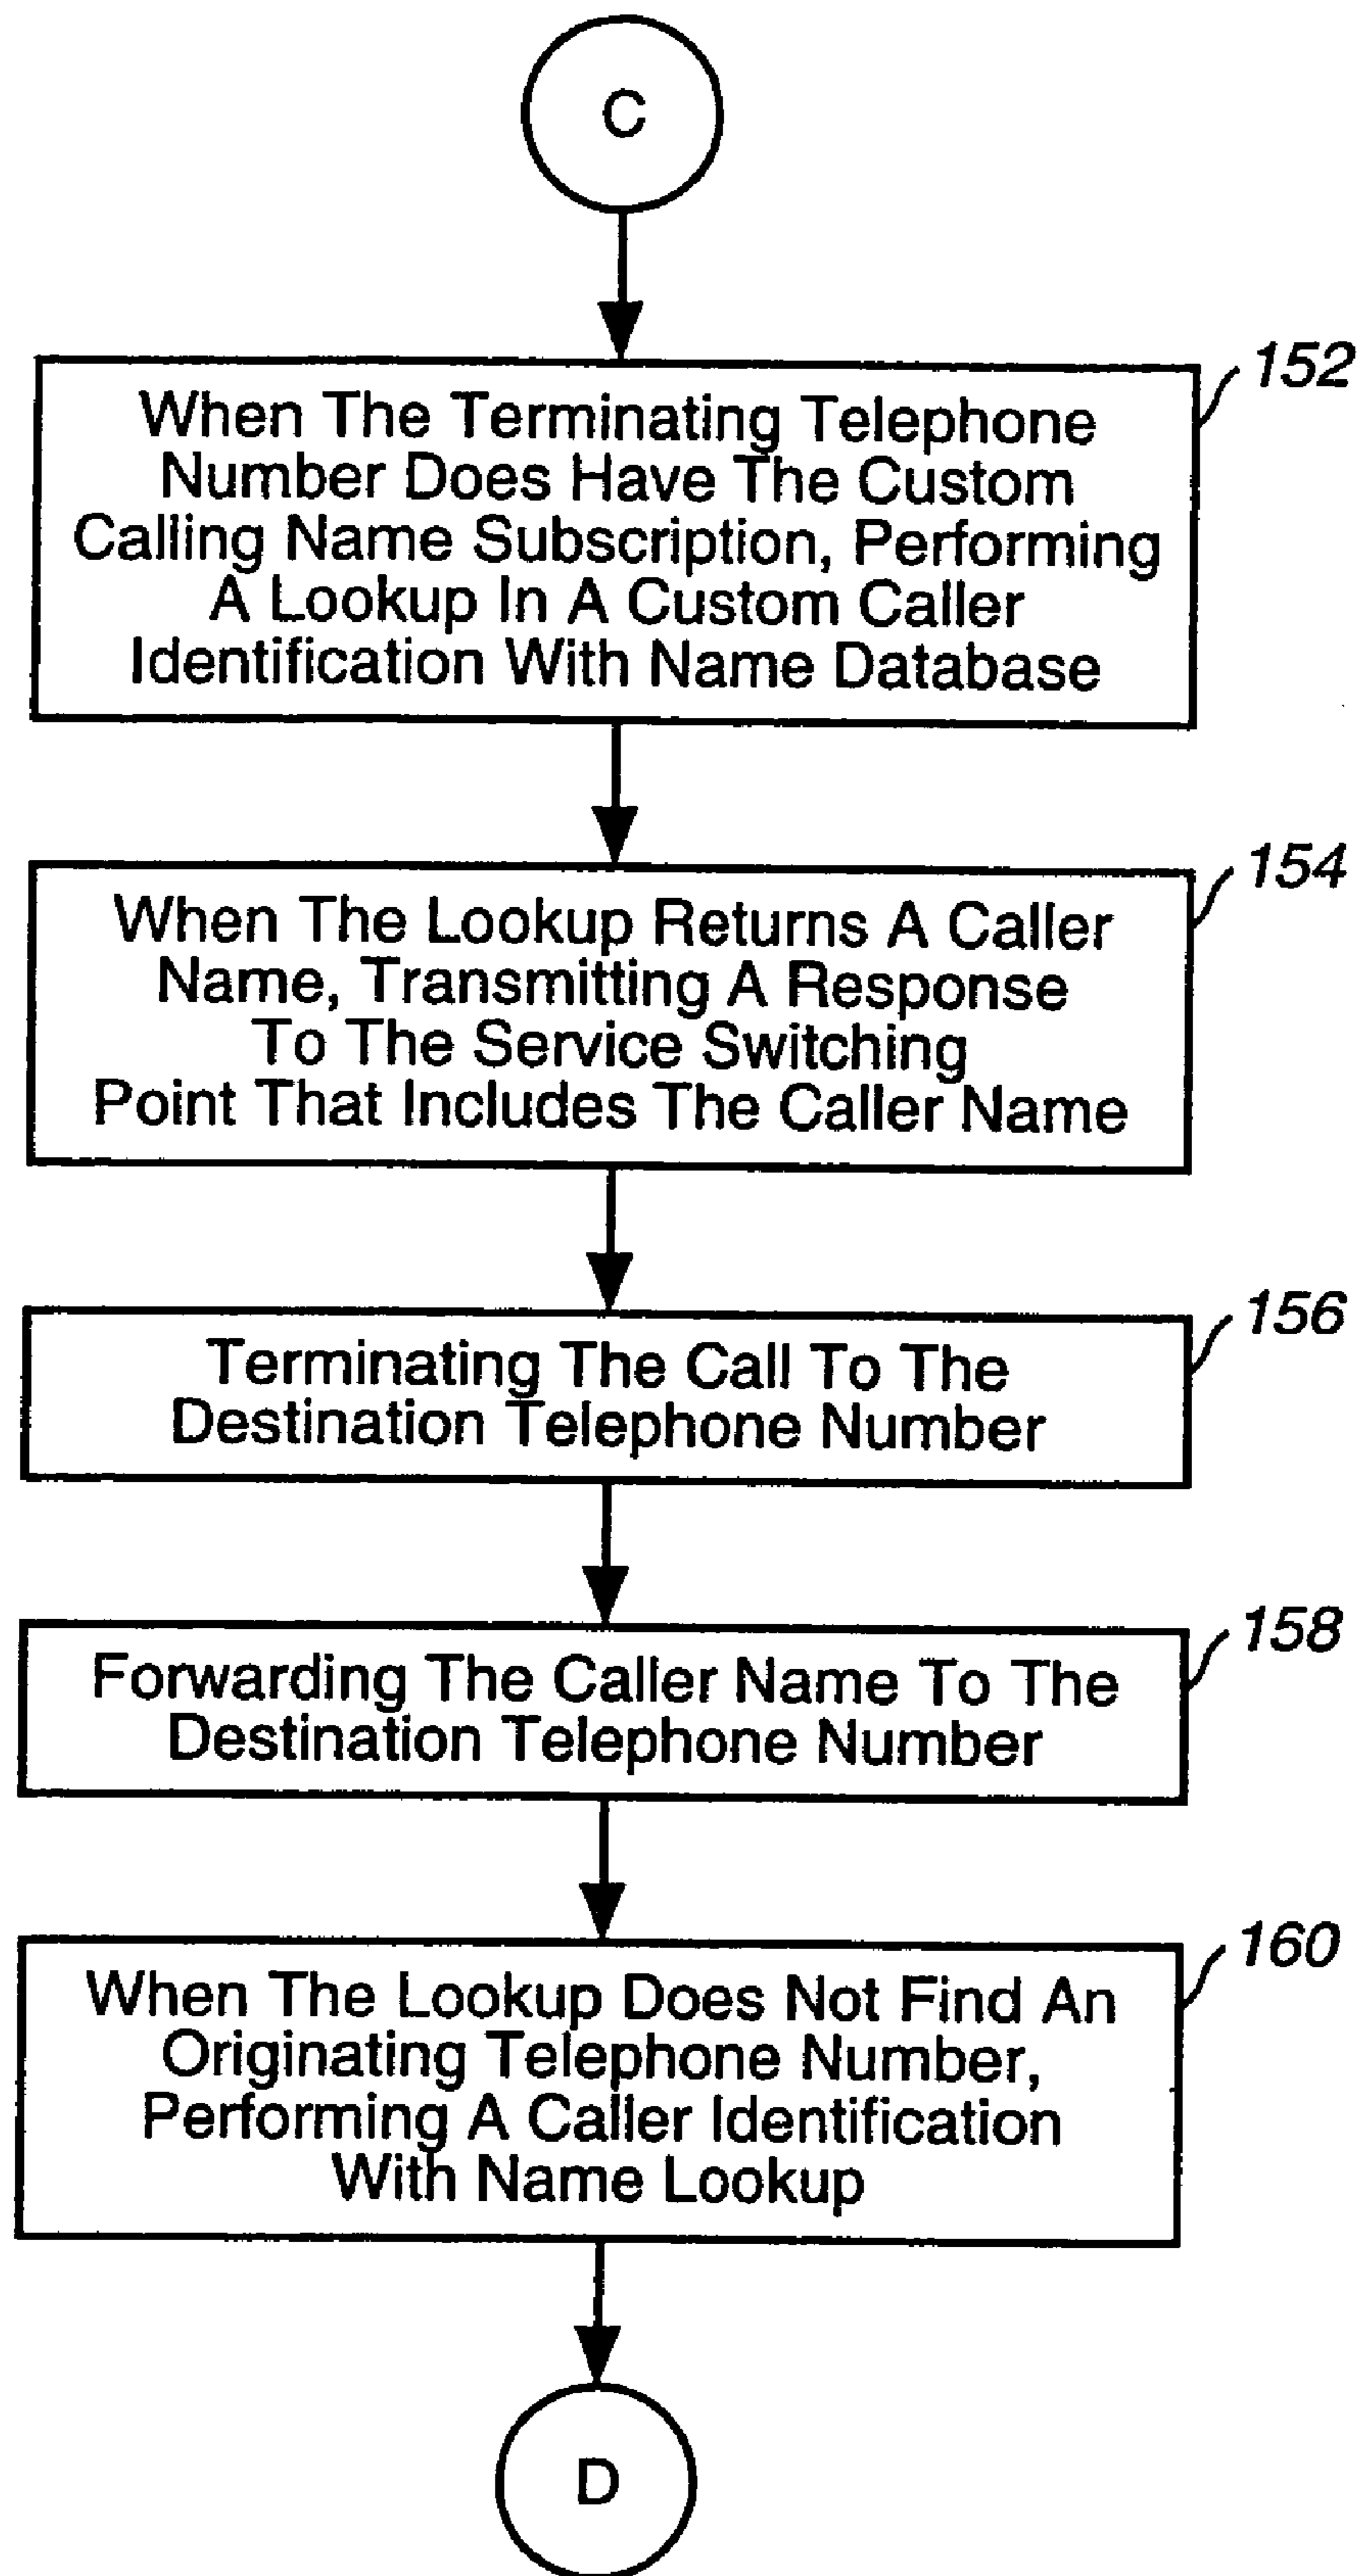 C
152
When The Terminating Telephone
Number Does Have The Custom
Calling Name Subscription, Performing
A Lookup In A Custom Caller
Identification With Name Database
154
When The Lookup Returns A Caller
Name, Transmitting A Response
To The Service Switching
Point That Includes The Caller Name
156
Terminating The Call To The
Destination Telephone Number
158
Forwarding The Caller Name To The
Destination Telephone Number
160
When The Lookup Does Not Find An
Originating Telephone Number,
Performing A Caller Identification
With Name Lookup
D